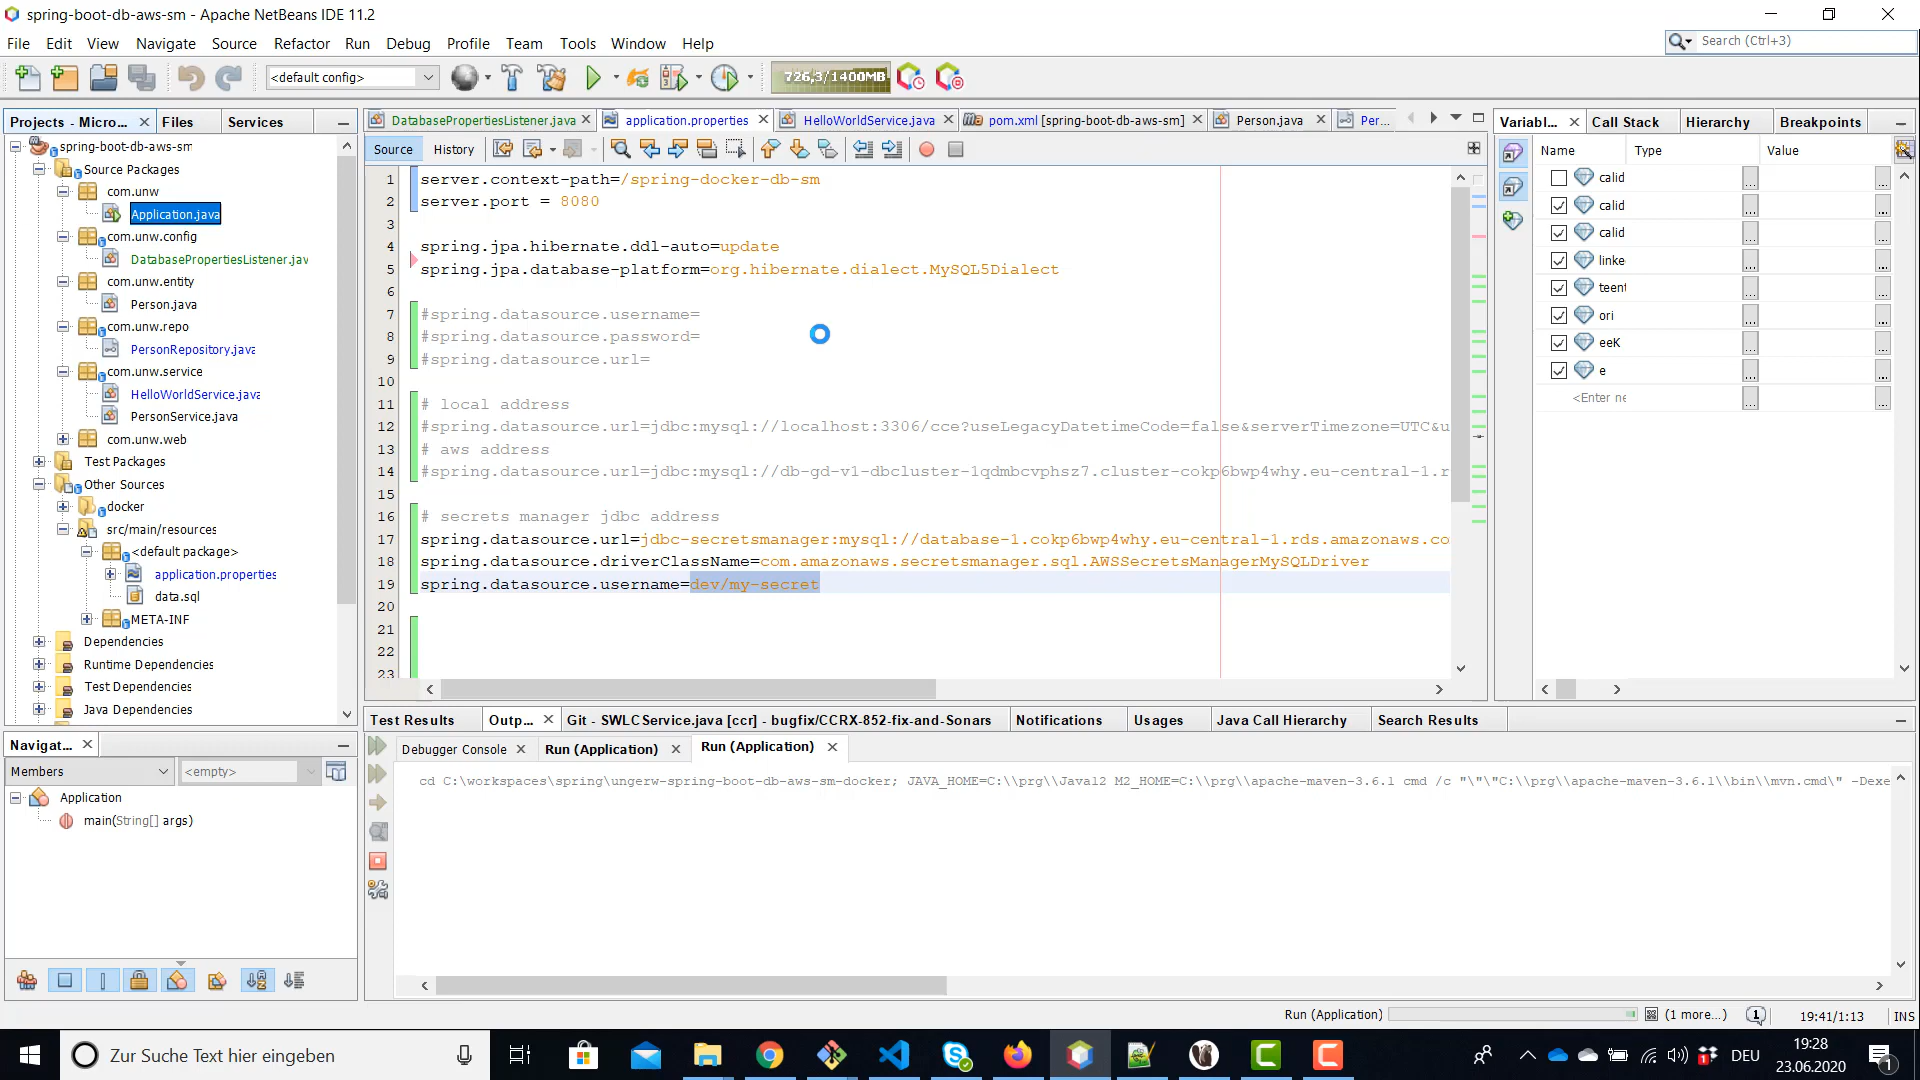 spring-boot-db-aws-sm - Apache NetBeans IDE 11.2
File Edit View Navigate Source Refactor Run Debug Profile Team Tools Window Help
Search (Ctrl+3)
<default config>
726,3/1400MB
Projects - Micro... Files Services
spring-boot-db-aws-sm
Source Packages
com.unw
Application.java
com.unw.config
DatabasePropertiesListener.jav
com.unw.entity
Person.java
com.unw.repo
PersonRepository.java
com.unw.service
HelloWorldService.java
PersonService.java
com.unw.web
Test Packages
Other Sources
docker
src/main/resources
<default package>
application.properties
data.sql
META-INF
Dependencies
Runtime Dependencies
Test Dependencies
Java Dependencies
DatabasePropertiesListener.java application.properties HelloWorldService.java pom.xml [spring-boot-db-aws-sm] Person.java Per...
Source History
1 server.context-path=/spring-docker-db-sm
2 server.port = 8080
3
4 spring.jpa.hibernate.ddl-auto=update
5 spring.jpa.database-platform=org.hibernate.dialect.MySQL5Dialect
6
7 #spring.datasource.username=
8 #spring.datasource.password=
9 #spring.datasource.url=
10
11 # local address
12 #spring.datasource.url=jdbc:mysql://localhost:3306/cce?useLegacyDatetimeCode=false&serverTimezone=UTC&u
13 # aws address
14 #spring.datasource.url=jdbc:mysql://db-gd-v1-dbcluster-1qdmbcvphsz7.cluster-cokp6bwp4why.eu-central-1.r
15
16 # secrets manager jdbc address
17 spring.datasource.url=jdbc-secretsmanager:mysql://database-1.cokp6bwp4why.eu-central-1.rds.amazonaws.co
18 spring.datasource.driverClassName=com.amazonaws.secretsmanager.sql.AWSSecretsManagerMySQLDriver
19 spring.datasource.username=dev/my-secret
20
21
22
23
Variabl... Call Stack Hierarchy Breakpoints
Name Type Value
calid ... ...
calid ... ...
calid ... ...
linke ... ...
teent ... ...
ori ... ...
eeK ... ...
e ... ...
<Enter ne ... ...
Navigat...
Members <empty>
Application
main(String[] args)
Test Results Outp... Git - SWLCService.java [ccr] - bugfix/CCRX-852-fix-and-Sonars Notifications Usages Java Call Hierarchy Search Results
Debugger Console Run (Application) Run (Application)
cd C:\workspaces\spring\ungerw-spring-boot-db-aws-sm-docker; JAVA_HOME=C:\\prg\\Java12 M2_HOME=C:\\prg\\apache-maven-3.6.1 cmd /c "\"\"C:\\prg\\apache-maven-3.6.1\\bin\\mvn.cmd\" -Dexe
Run (Application) (1 more...) 1 19:41/1:13 INS
Zur Suche Text hier eingeben
DEU
19:28
23.06.2020
1